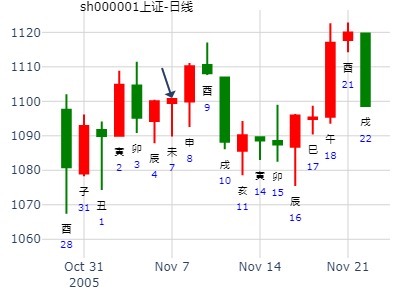 sh000001上证-日线
1120
1110
1100
1090
1080
1070
1060
酉
28
子
31
丑
1
寅
2
卯
3
辰
4
未
7
申
8
酉
9
戌
10
亥
11
寅
14
卯
15
辰
16
巳
17
午
18
酉
21
戌
22
Oct 31
2005
Nov 7
Nov 14
Nov 21